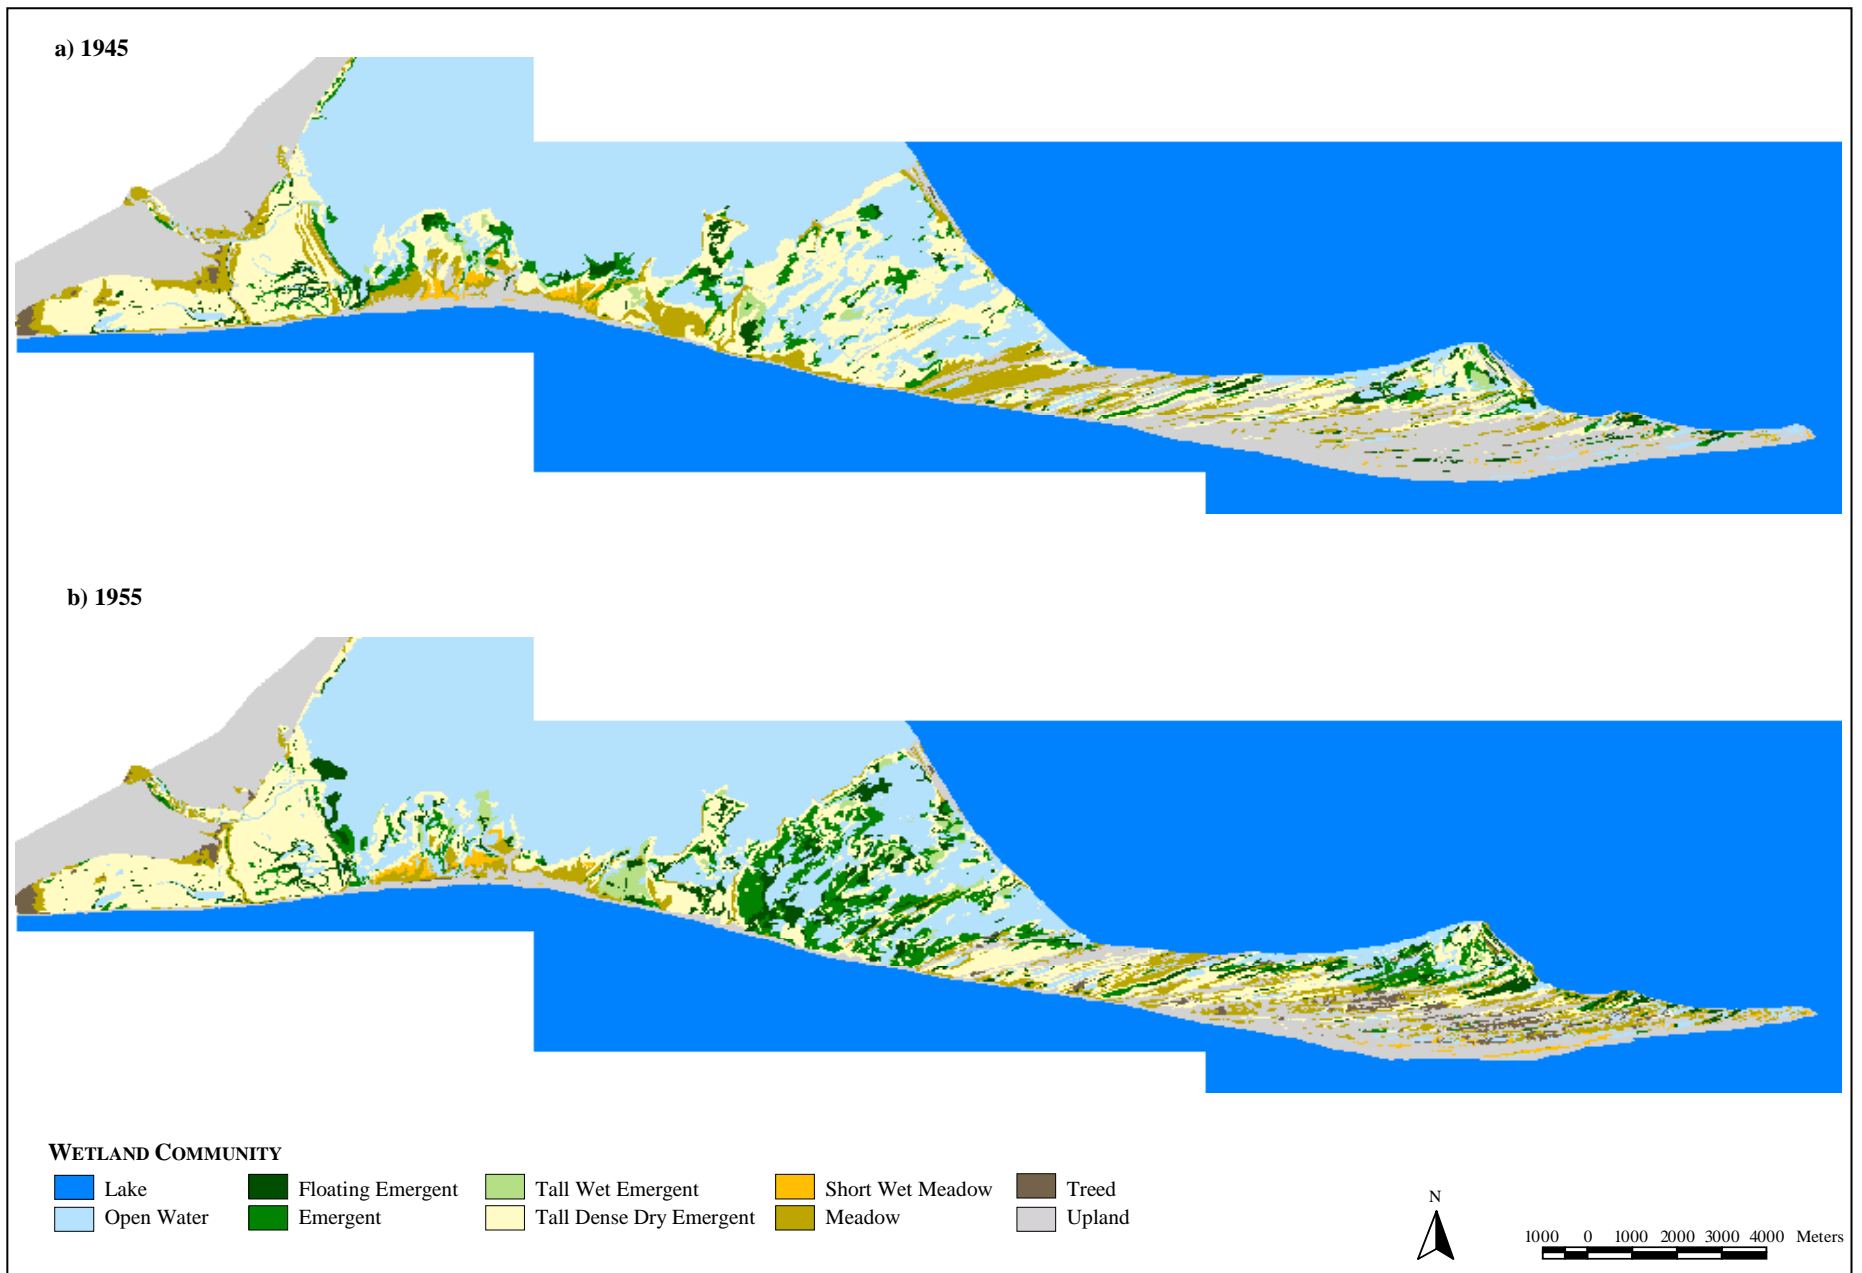 a) 1945
b) 1955
WETLAND COMMUNITY
Lake
Floating Emergent
Tall Wet Emergent
Short Wet Meadow
Treed
Open Water
Emergent
Tall Dense Dry Emergent
Meadow
Upland
N
1000 0 1000 2000 3000 4000 Meters